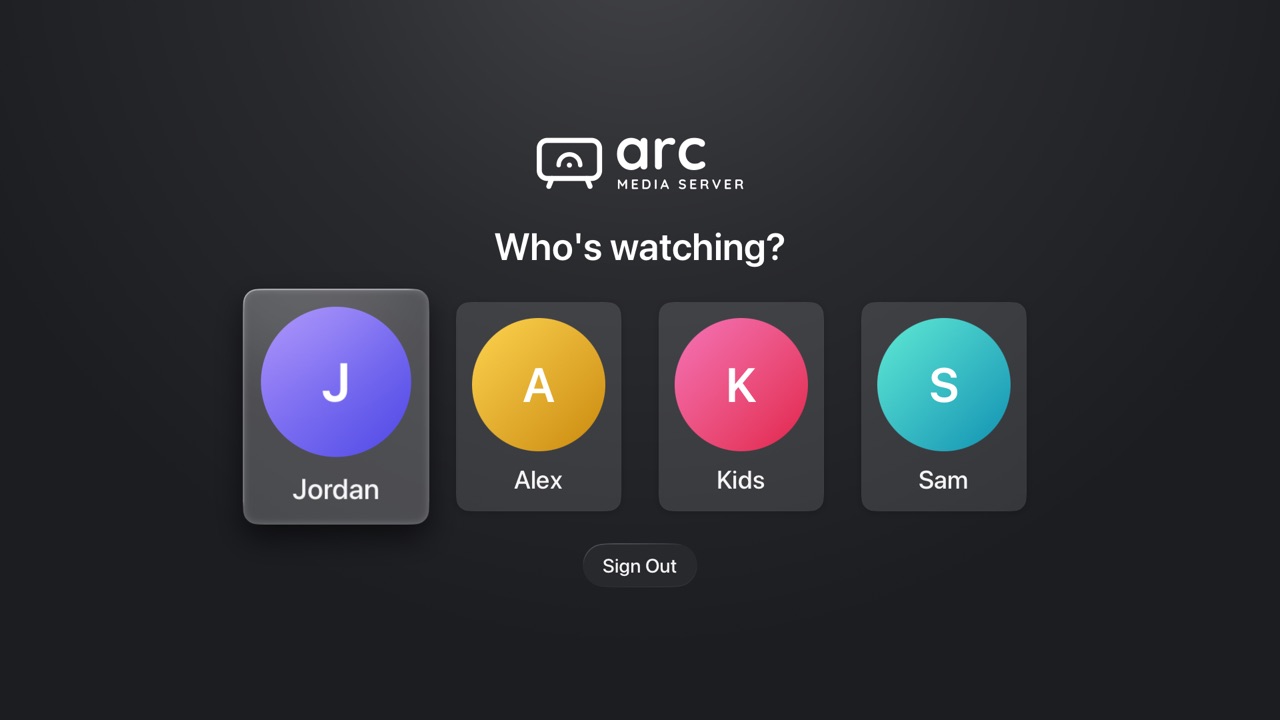 arc
MEDIA SERVER
Who's watching?
J
A
K
S
Jordan
Alex
Kids
Sam
Sign Out